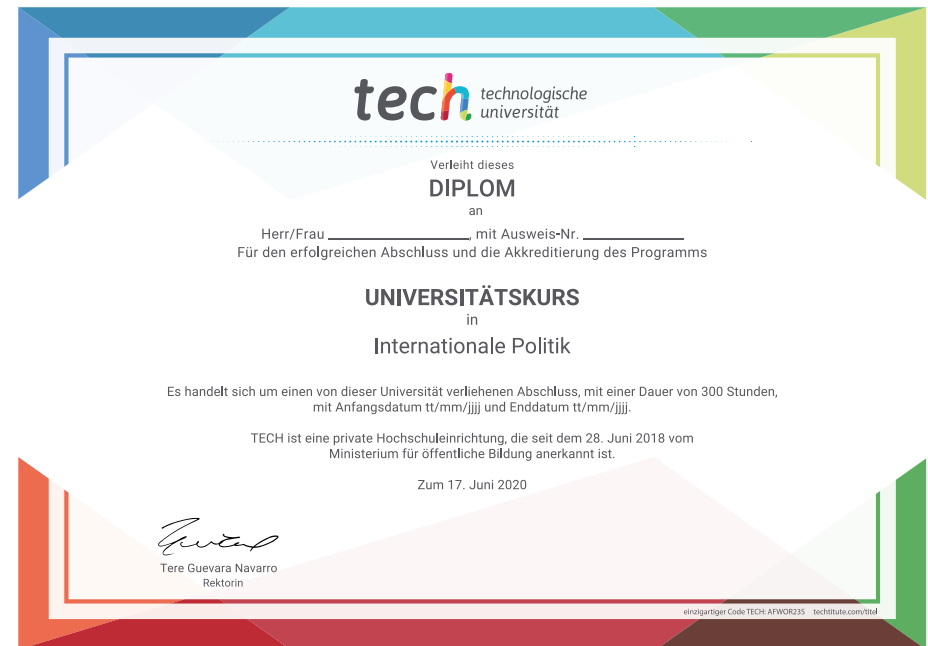 tech technologische
universität
Verleiht dieses
DIPLOM
an
Herr/Frau ____________, mit Ausweis-Nr. ____________
Für den erfolgreichen Abschluss und die Akkreditierung des Programms
UNIVERSITÄTSKURS
in
Internationale Politik
Es handelt sich um einen von dieser Universität verliehenen Abschluss, mit einer Dauer von 300 Stunden,
mit Anfangsdatum tt/mm/jjjj und Enddatum tt/mm/jjjj.
TECH ist eine private Hochschuleinrichtung, die seit dem 28. Juni 2018 vom
Ministerium für öffentliche Bildung anerkannt ist.
Zum 17. Juni 2020
Tere Guevara Navarro
Rektorin
einzigartiger Code TECH: AFWOR235 techtitute.com/titel